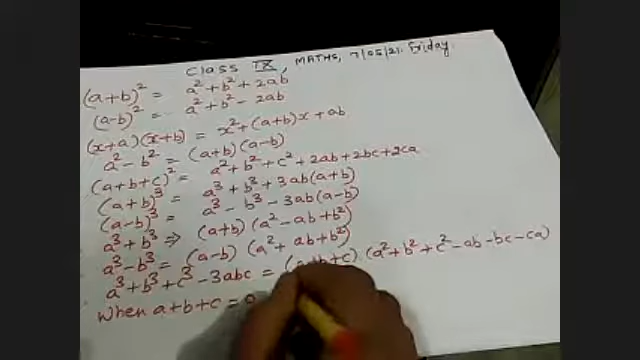 Class IX, MATHS, 7/05/21. Friday.
(a+b)² = a² + b² + 2ab
(a-b)² = a² + b² - 2ab
(x+a)(x+b) = x² + (a+b)x + ab
a² - b² = (a+b)(a-b)
(a+b+c)² = a² + b² + c² + 2ab + 2bc + 2ca
(a+b)³ = a³ + b³ + 3ab(a+b)
(a-b)³ = a³ - b³ - 3ab(a-b)
a³ + b³ ⇒ (a+b) (a² - ab + b²)
a³ - b³ = (a-b) (a² + ab + b²)
a³ + b³ + c³ - 3abc = (a+b+c) (a² + b² + c² - ab - bc - ca)
When a+b+c = 0